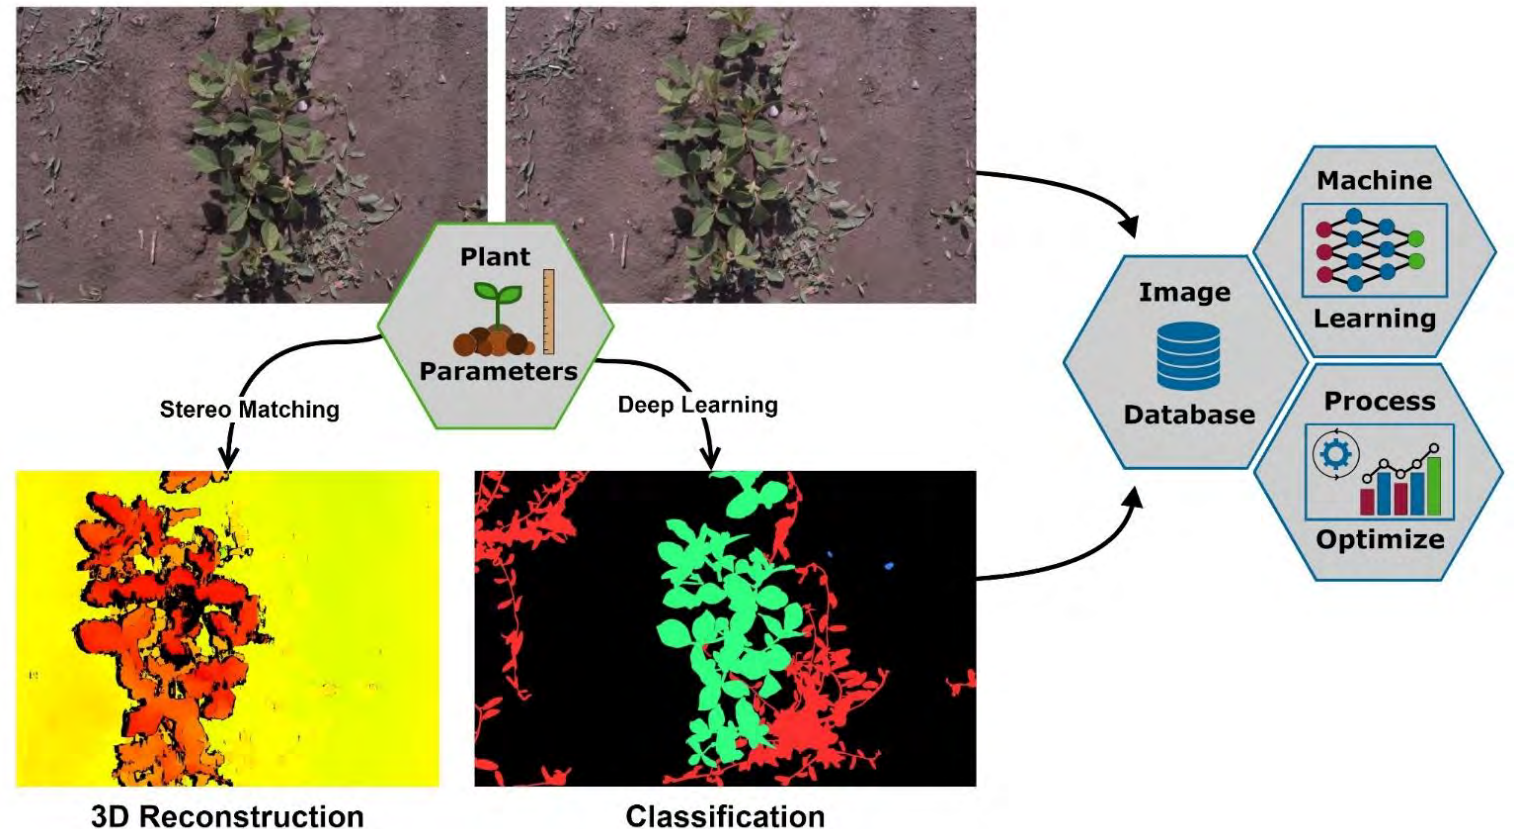 Plant
Parameters
Stereo Matching
Deep Learning
3D Reconstruction
Classification
Image
Database
Machine
Learning
Process
Optimize